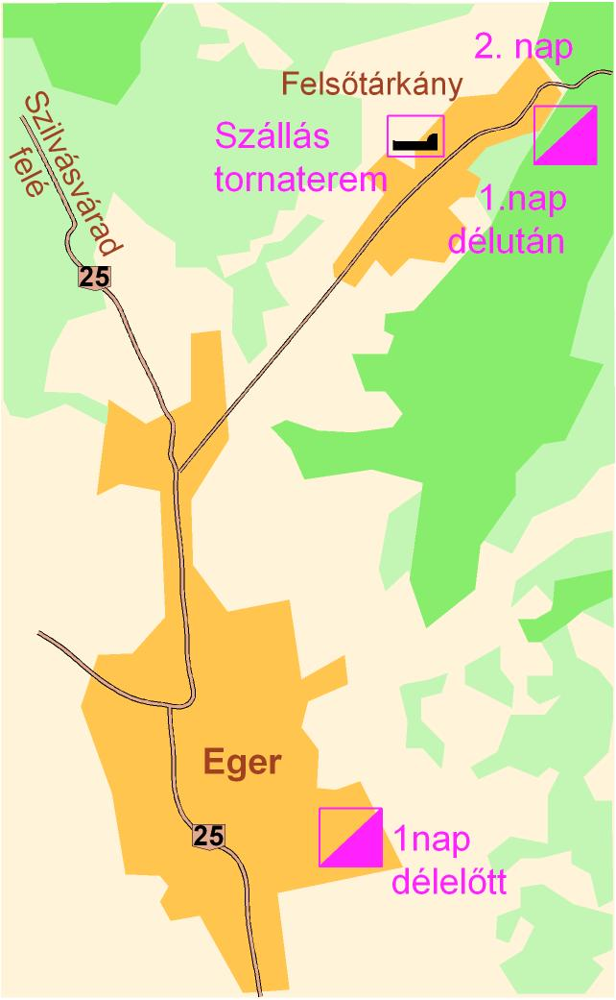 2. nap
Felsőtárkány
Szállás
tornaterem
1.nap
délután
Szilvásvárad
felé
25
Eger
25
1nap
délelőtt